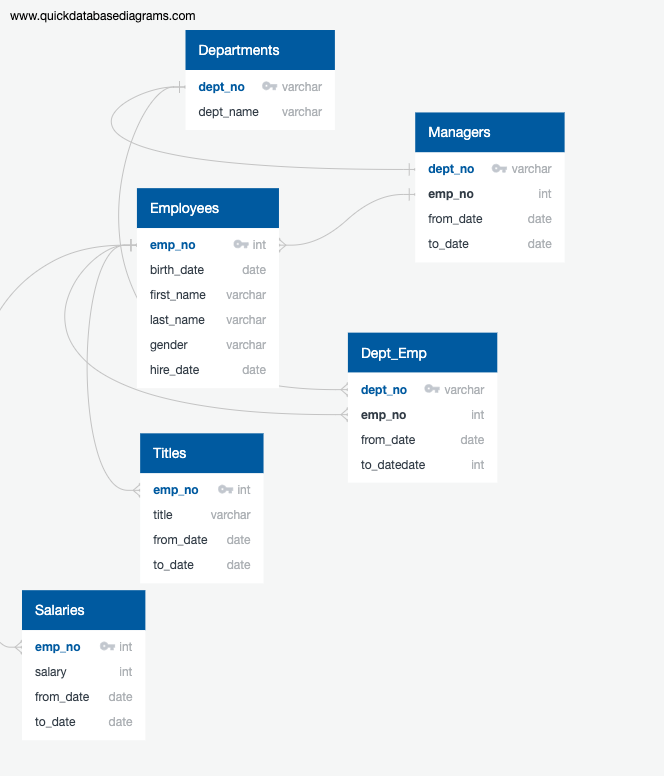 www.quickdatabasediagrams.com
Departments
dept_no varchar
dept_name varchar
Managers
dept_no varchar
emp_no int
from_date date
to_date date
Employees
emp_no int
birth_date date
first_name varchar
last_name varchar
gender varchar
hire_date date
Dept_Emp
dept_no varchar
emp_no int
from_date date
to_datedate int
Titles
emp_no int
title varchar
from_date date
to_date date
Salaries
emp_no int
salary int
from_date date
to_date date